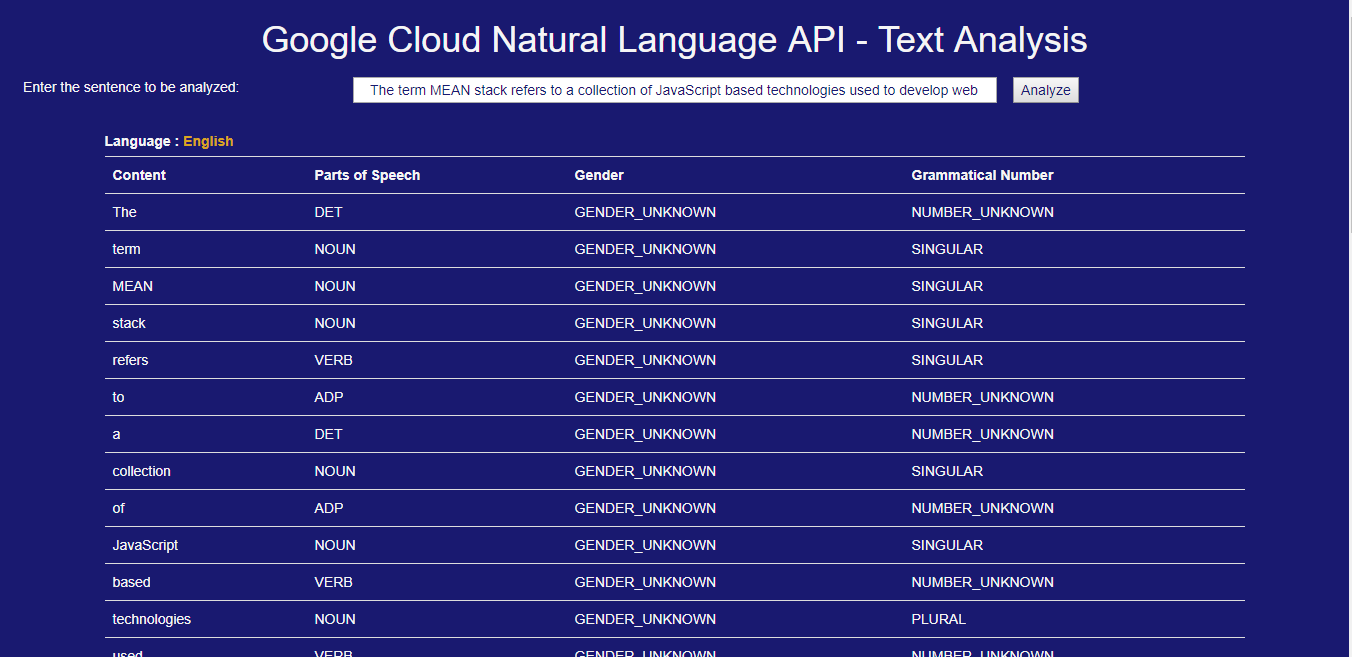 Google Cloud Natural Language API - Text Analysis
Enter the sentence to be analyzed: The term MEAN stack refers to a collection of JavaScript based technologies used to develop web Analyze
Language : English
Content Parts of Speech Gender Grammatical Number
The DET GENDER_UNKNOWN NUMBER_UNKNOWN
term NOUN GENDER_UNKNOWN SINGULAR
MEAN NOUN GENDER_UNKNOWN SINGULAR
stack NOUN GENDER_UNKNOWN SINGULAR
refers VERB GENDER_UNKNOWN SINGULAR
to ADP GENDER_UNKNOWN NUMBER_UNKNOWN
a DET GENDER_UNKNOWN NUMBER_UNKNOWN
collection NOUN GENDER_UNKNOWN SINGULAR
of ADP GENDER_UNKNOWN NUMBER_UNKNOWN
JavaScript NOUN GENDER_UNKNOWN SINGULAR
based VERB GENDER_UNKNOWN NUMBER_UNKNOWN
technologies NOUN GENDER_UNKNOWN PLURAL
used VERB GENDER_UNKNOWN NUMBER_UNKNOWN